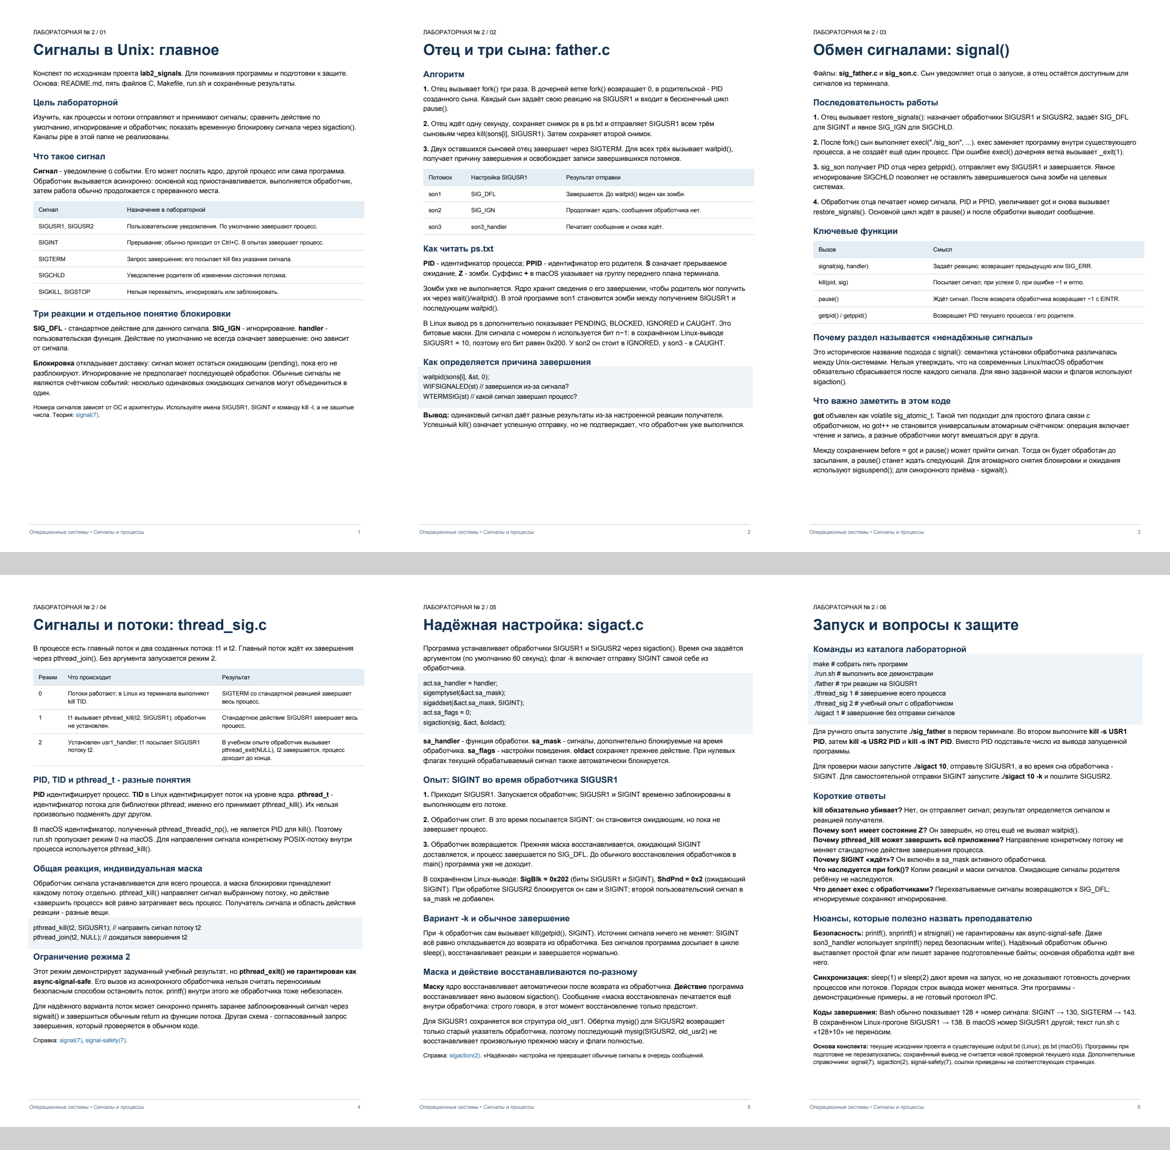 ЛАБОРАТОРНАЯ № 2 / 01
Сигналы в Unix: главное
Конспект по исходникам проекта lab2_signals. Для понимания программы и подготовки к защите.
Основа: README.md, пять файлов C, Makefile, run.sh и сохранённые результаты.
Цель лабораторной
Изучить, как процессы и потоки отправляют и принимают сигналы; сравнить действие по
умолчанию, игнорирование и обработчик; показать временную блокировку сигнала через sigaction().
Каналы pipe в этой папке не реализованы.
Что такое сигнал
Сигнал - уведомление о событии. Его может послать ядро, другой процесс или сама программа.
Обработчик вызывается асинхронно: основной код приостанавливается, выполняется обработчик,
затем работа обычно продолжается с прерванного места.
Сигнал Назначение в лабораторной
SIGUSR1, SIGUSR2 Пользовательские уведомления. По умолчанию завершают процесс.
SIGINT Прерывание; обычно приходит от Ctrl+C. В опытах завершает процесс.
SIGTERM Запрос завершения; его посылает kill без указания сигнала.
SIGCHLD Уведомление родителя об изменении состояния потомка.
SIGKILL, SIGSTOP Нельзя перехватить, игнорировать или заблокировать.
Три реакции и отдельное понятие блокировки
SIG_DFL - стандартное действие для данного сигнала. SIG_IGN - игнорирование. handler -
пользовательская функция. Действие по умолчанию не всегда означает завершение: оно зависит
от сигнала.
Блокировка откладывает доставку: сигнал может остаться ожидающим (pending), пока его не
разблокируют. Игнорирование не предполагает последующей обработки. Обычные сигналы не
являются счётчиком событий: несколько одинаковых ожидающих сигналов могут объединиться в
один.
Номера сигналов зависят от ОС и архитектуры. Используйте имена SIGUSR1, SIGINT и команду kill -l, а не зашитые
числа. Теория: signal(7).
Операционные системы • Сигналы и процессы 1
ЛАБОРАТОРНАЯ № 2 / 02
Отец и три сына: father.c
Алгоритм
1. Отец вызывает fork() три раза. В дочерней ветке fork() возвращает 0, в родительской - PID
созданного сына. Каждый сын задаёт свою реакцию на SIGUSR1 и входит в бесконечный цикл
pause().
2. Отец ждёт одну секунду, сохраняет снимок ps в ps.txt и отправляет SIGUSR1 всем трём
сыновьям через kill(sons[i], SIGUSR1). Затем сохраняет второй снимок.
3. Двух оставшихся сыновей отец завершает через SIGTERM. Для всех трёх вызывает waitpid(),
получает причину завершения и освобождает записи завершившихся потомков.
Потомок Настройка SIGUSR1 Результат отправки
son1 SIG_DFL Завершается. До waitpid() виден как зомби.
son2 SIG_IGN Продолжает ждать; сообщения обработчика нет.
son3 son3_handler Печатает сообщение и снова ждёт.
Как читать ps.txt
PID - идентификатор процесса; PPID - идентификатор его родителя. S означает прерываемое
ожидание, Z - зомби. Суффикс + в macOS указывает на группу переднего плана терминала.
Зомби уже не выполняется. Ядро хранит сведения о его завершении, чтобы родитель мог получить
их через wait()/waitpid(). В этой программе son1 становится зомби между получением SIGUSR1 и
последующим waitpid().
В Linux вывод ps s дополнительно показывает PENDING, BLOCKED, IGNORED и CAUGHT. Это
битовые маски. Для сигнала с номером n используется бит n−1: в сохранённом Linux-выводе
SIGUSR1 = 10, поэтому его бит равен 0x200. У son2 он стоит в IGNORED, у son3 - в CAUGHT.
Как определяется причина завершения
waitpid(sons[i], &st, 0);
WIFSIGNALED(st) // завершился из-за сигнала?
WTERMSIG(st) // какой сигнал завершил процесс?
Вывод: одинаковый сигнал даёт разные результаты из-за настроенной реакции получателя.
Успешный kill() означает успешную отправку, но не подтверждает, что обработчик уже выполнился.
Операционные системы • Сигналы и процессы 2
ЛАБОРАТОРНАЯ № 2 / 03
Обмен сигналами: signal()
Файлы: sig_father.c и sig_son.c. Сын уведомляет отца о запуске, а отец остаётся доступным для
сигналов из терминала.
Последовательность работы
1. Отец вызывает restore_signals(): назначает обработчики SIGUSR1 и SIGUSR2, задаёт SIG_DFL
для SIGINT и явное SIG_IGN для SIGCHLD.
2. После fork() сын выполняет execl("./sig_son", ...). exec заменяет программу внутри существующего
процесса, а не создаёт ещё один процесс. При ошибке execl() дочерняя ветка вызывает _exit(1).
3. sig_son получает PID отца через getppid(), отправляет ему SIGUSR1 и завершается. Явное
игнорирование SIGCHLD позволяет не оставлять завершившегося сына зомби на целевых
системах.
4. Обработчик отца печатает номер сигнала, PID и PPID, увеличивает got и снова вызывает
restore_signals(). Основной цикл ждёт в pause() и после обработки выводит сообщение.
Ключевые функции
Вызов Смысл
signal(sig, handler) Задаёт реакцию; возвращает предыдущую или SIG_ERR.
kill(pid, sig) Посылает сигнал; при успехе 0, при ошибке −1 и errno.
pause() Ждёт сигнал. После возврата обработчика возвращает −1 с EINTR.
getpid() / getppid() Возвращает PID текущего процесса / его родителя.
Почему раздел называется «ненадёжные сигналы»
Это историческое название подхода с signal(): семантика установки обработчика различалась
между Unix-системами. Нельзя утверждать, что на современных Linux/macOS обработчик
обязательно сбрасывается после каждого сигнала. Для явно заданной маски и флагов используют
sigaction().
Что важно заметить в этом коде
got объявлен как volatile sig_atomic_t. Такой тип подходит для простого флага связи с
обработчиком, но got++ не становится универсальным атомарным счётчиком: операция включает
чтение и запись, а разные обработчики могут вмешаться друг в друга.
Между сохранением before = got и pause() может прийти сигнал. Тогда он будет обработан до
засыпания, а pause() станет ждать следующий. Для атомарного снятия блокировки и ожидания
используют sigsuspend(); для синхронного приёма - sigwait().
Операционные системы • Сигналы и процессы 3
ЛАБОРАТОРНАЯ № 2 / 04
Сигналы и потоки: thread_sig.c
В процессе есть главный поток и два созданных потока: t1 и t2. Главный поток ждёт их завершения
через pthread_join(). Без аргумента запускается режим 2.
Режим Что происходит Результат
0 Потоки работают; в Linux из терминала выполняют SIGTERM со стандартной реакцией завершает
kill TID. весь процесс.
1 t1 вызывает pthread_kill(t2, SIGUSR1); обработчик Стандартное действие SIGUSR1 завершает весь
не установлен. процесс.
2 Установлен usr1_handler; t1 посылает SIGUSR1 В учебном опыте обработчик вызывает
потоку t2. pthread_exit(NULL), t2 завершается, процесс
доходит до конца.
PID, TID и pthread_t - разные понятия
PID идентифицирует процесс. TID в Linux идентифицирует поток на уровне ядра. pthread_t -
идентификатор потока для библиотеки pthread; именно его принимает pthread_kill(). Их нельзя
произвольно подменять друг другом.
В macOS идентификатор, полученный pthread_threadid_np(), не является PID для kill(). Поэтому
run.sh пропускает режим 0 на macOS. Для направления сигнала конкретному POSIX-потоку внутри
процесса используется pthread_kill().
Общая реакция, индивидуальная маска
Обработчик сигнала устанавливается для всего процесса, а маска блокировки принадлежит
каждому потоку отдельно. pthread_kill() направляет сигнал выбранному потоку, но действие
«завершить процесс» всё равно затрагивает весь процесс. Получатель сигнала и область действия
реакции - разные вещи.
pthread_kill(t2, SIGUSR1); // направить сигнал потоку t2
pthread_join(t2, NULL); // дождаться завершения t2
Ограничение режима 2
Этот режим демонстрирует задуманный учебный результат, но pthread_exit() не гарантирован как
async-signal-safe. Его вызов из асинхронного обработчика нельзя считать переносимым
безопасным способом остановить поток. printf() внутри этого же обработчика тоже небезопасен.
Для надёжного варианта поток может синхронно принять заранее заблокированный сигнал через
sigwait() и завершиться обычным return из функции потока. Другая схема - согласованный запрос
завершения, который проверяется в обычном коде.
Справка: signal(7), signal-safety(7).
Операционные системы • Сигналы и процессы 4
ЛАБОРАТОРНАЯ № 2 / 05
Надёжная настройка: sigact.c
Программа устанавливает обработчики SIGUSR1 и SIGUSR2 через sigaction(). Время сна задаётся
аргументом (по умолчанию 60 секунд); флаг -k включает отправку SIGINT самой себе из
обработчика.
act.sa_handler = handler;
sigemptyset(&act.sa_mask);
sigaddset(&act.sa_mask, SIGINT);
act.sa_flags = 0;
sigaction(sig, &act, &oldact);
sa_handler - функция обработки. sa_mask - сигналы, дополнительно блокируемые на время
обработчика. sa_flags - настройки поведения. oldact сохраняет прежнее действие. При нулевых
флагах текущий обрабатываемый сигнал также автоматически блокируется.
Опыт: SIGINT во время обработчика SIGUSR1
1. Приходит SIGUSR1. Запускается обработчик; SIGUSR1 и SIGINT временно заблокированы в
выполняющем его потоке.
2. Обработчик спит. В это время посылается SIGINT: он становится ожидающим, но пока не
завершает процесс.
3. Обработчик возвращается. Прежняя маска восстанавливается, ожидающий SIGINT
доставляется, и процесс завершается по SIG_DFL. До обычного восстановления обработчиков в
main() программа уже не доходит.
В сохранённом Linux-выводе: SigBlk = 0x202 (биты SIGUSR1 и SIGINT), ShdPnd = 0x2 (ожидающий
SIGINT). При обработке SIGUSR2 блокируется он сам и SIGINT; второй пользовательский сигнал в
sa_mask не добавлен.
Вариант -k и обычное завершение
При -k обработчик сам вызывает kill(getpid(), SIGINT). Источник сигнала ничего не меняет: SIGINT
всё равно откладывается до возврата из обработчика. Без сигналов программа досыпает в цикле
sleep(), восстанавливает реакции и завершается нормально.
Маска и действие восстанавливаются по-разному
Маску ядро восстанавливает автоматически после возврата из обработчика. Действие программа
восстанавливает явно вызовом sigaction(). Сообщение «маска восстановлена» печатается ещё
внутри обработчика: строго говоря, в этот момент восстановление только предстоит.
Для SIGUSR1 сохраняется вся структура old_usr1. Обёртка mysig() для SIGUSR2 возвращает
только старый указатель обработчика, поэтому последующий mysig(SIGUSR2, old_usr2) не
восстанавливает произвольную прежнюю маску и флаги полностью.
Справка: sigaction(2). «Надёжная» настройка не превращает обычные сигналы в очередь сообщений.
Операционные системы • Сигналы и процессы 5
ЛАБОРАТОРНАЯ № 2 / 06
Запуск и вопросы к защите
Команды из каталога лабораторной
make # собрать пять программ
./run.sh # выполнить все демонстрации
./father # три реакции на SIGUSR1
./thread_sig 1 # завершение всего процесса
./thread_sig 2 # учебный опыт с обработчиком
./sigact 1 # завершение без отправки сигналов
Для ручного опыта запустите ./sig_father в первом терминале. Во втором выполните kill -s USR1
PID, затем kill -s USR2 PID и kill -s INT PID. Вместо PID подставьте число из вывода запущенной
программы.
Для проверки маски запустите ./sigact 10, отправьте SIGUSR1, а во время сна обработчика -
SIGINT. Для самостоятельной отправки SIGINT запустите ./sigact 10 -k и пошлите SIGUSR2.
Короткие ответы
kill обязательно убивает? Нет, он отправляет сигнал; результат определяется сигналом и
реакцией получателя.
Почему son1 имеет состояние Z? Он завершён, но отец ещё не вызвал waitpid().
Почему pthread_kill может завершить всё приложение? Направление конкретному потоку не
меняет стандартное действие завершения процесса.
Почему SIGINT «ждёт»? Он включён в sa_mask активного обработчика.
Что наследуется при fork()? Копии реакций и маски сигналов. Ожидающие сигналы родителя
ребёнку не наследуются.
Что делает exec с обработчиками? Перехватываемые сигналы возвращаются к SIG_DFL;
игнорируемые сохраняют игнорирование.
Нюансы, которые полезно назвать преподавателю
Безопасность: printf(), snprintf() и strsignal() не гарантированы как async-signal-safe. Даже
son3_handler использует snprintf() перед безопасным write(). Надёжный обработчик обычно
выставляет простой флаг или пишет заранее подготовленные байты; основная обработка идёт вне
него.
Синхронизация: sleep(1) и sleep(2) дают время на запуск, но не доказывают готовность дочерних
процессов или потоков. Порядок строк вывода может меняться. Эти программы -
демонстрационные примеры, а не готовый протокол IPC.
Коды завершения: Bash обычно показывает 128 + номер сигнала: SIGINT → 130, SIGTERM → 143.
В сохранённом Linux-прогоне SIGUSR1 → 138. В macOS номер SIGUSR1 другой; текст run.sh с
«128+10» не переносим.
Основа конспекта: текущие исходники проекта и существующие output.txt (Linux), ps.txt (macOS). Программы при
подготовке не перезапускались; сохранённый вывод не считается новой проверкой текущего кода. Дополнительные
справочники: signal(7), sigaction(2), signal-safety(7), ссылки приведены на соответствующих страницах.
Операционные системы • Сигналы и процессы 6